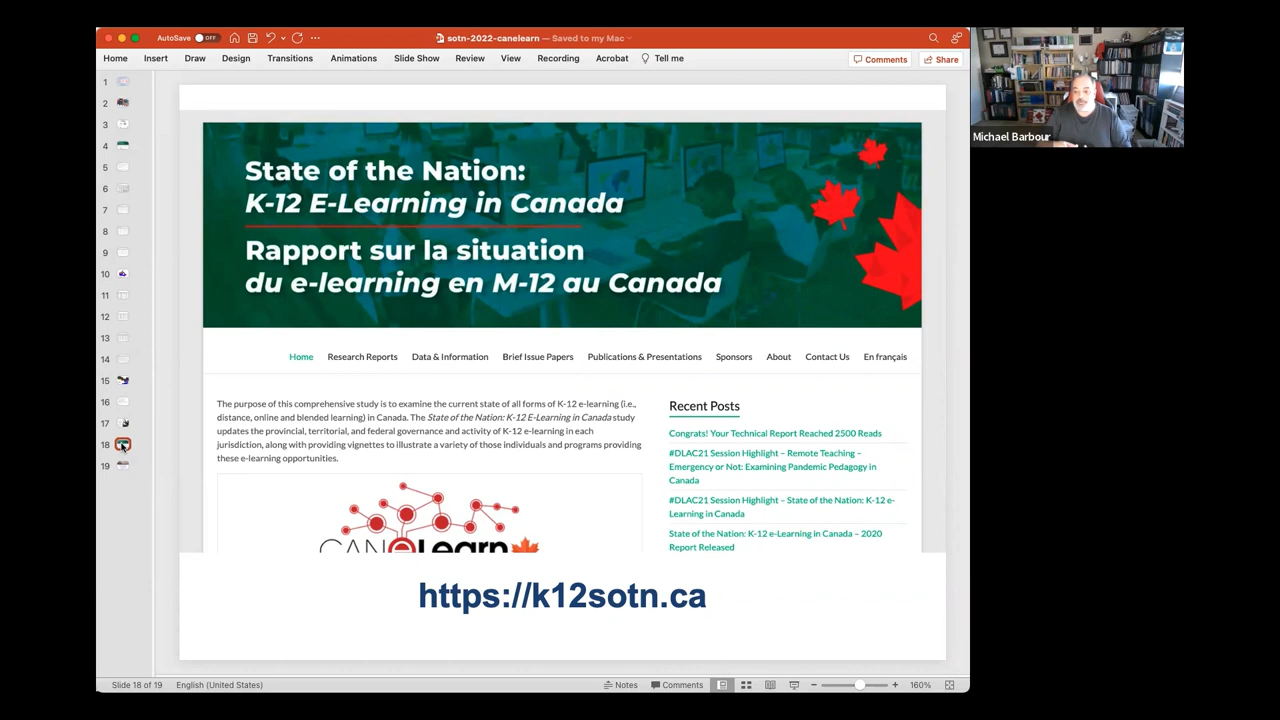 AutoSave OFF
sotn-2022-canelearn — Saved to my Mac
Home Insert Draw Design Transitions Animations Slide Show Review View Recording Acrobat Tell me
Comments Share
1
2
3
4
5
6
7
8
9
10
11
12
13
14
15
16
17
18
19
State of the Nation:
K-12 E-Learning in Canada
Rapport sur la situation
du e-learning en M-12 au Canada
Home Research Reports Data & Information Brief Issue Papers Publications & Presentations Sponsors About Contact Us En français
The purpose of this comprehensive study is to examine the current state of all forms of K-12 e-learning (i.e.,
distance, online and blended learning) in Canada. The State of the Nation: K-12 E-Learning in Canada study
updates the provincial, territorial, and federal governance and activity of K-12 e-learning in each
jurisdiction, along with providing vignettes to illustrate a variety of those individuals and programs providing
these e-learning opportunities.
CANeLearn
Recent Posts
Congrats! Your Technical Report Reached 2500 Reads
#DLAC21 Session Highlight – Remote Teaching –
Emergency or Not: Examining Pandemic Pedagogy in
Canada
#DLAC21 Session Highlight – State of the Nation: K-12 e-
Learning in Canada
State of the Nation: K-12 e-Learning in Canada – 2020
Report Released
https://k12sotn.ca
Slide 18 of 19 English (United States)
Notes Comments 160%
Michael Barbour